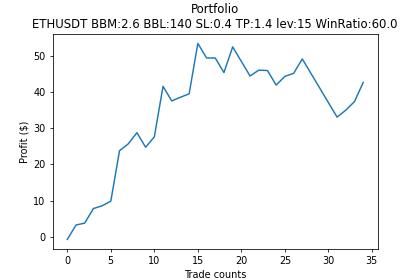 Portfolio
ETHUSDT BBM:2.6 BBL:140 SL:0.4 TP:1.4 lev:15 WinRatio:60.0
50
40
30
20
10
0
Profit ($)
0 5 10 15 20 25 30 35
Trade counts